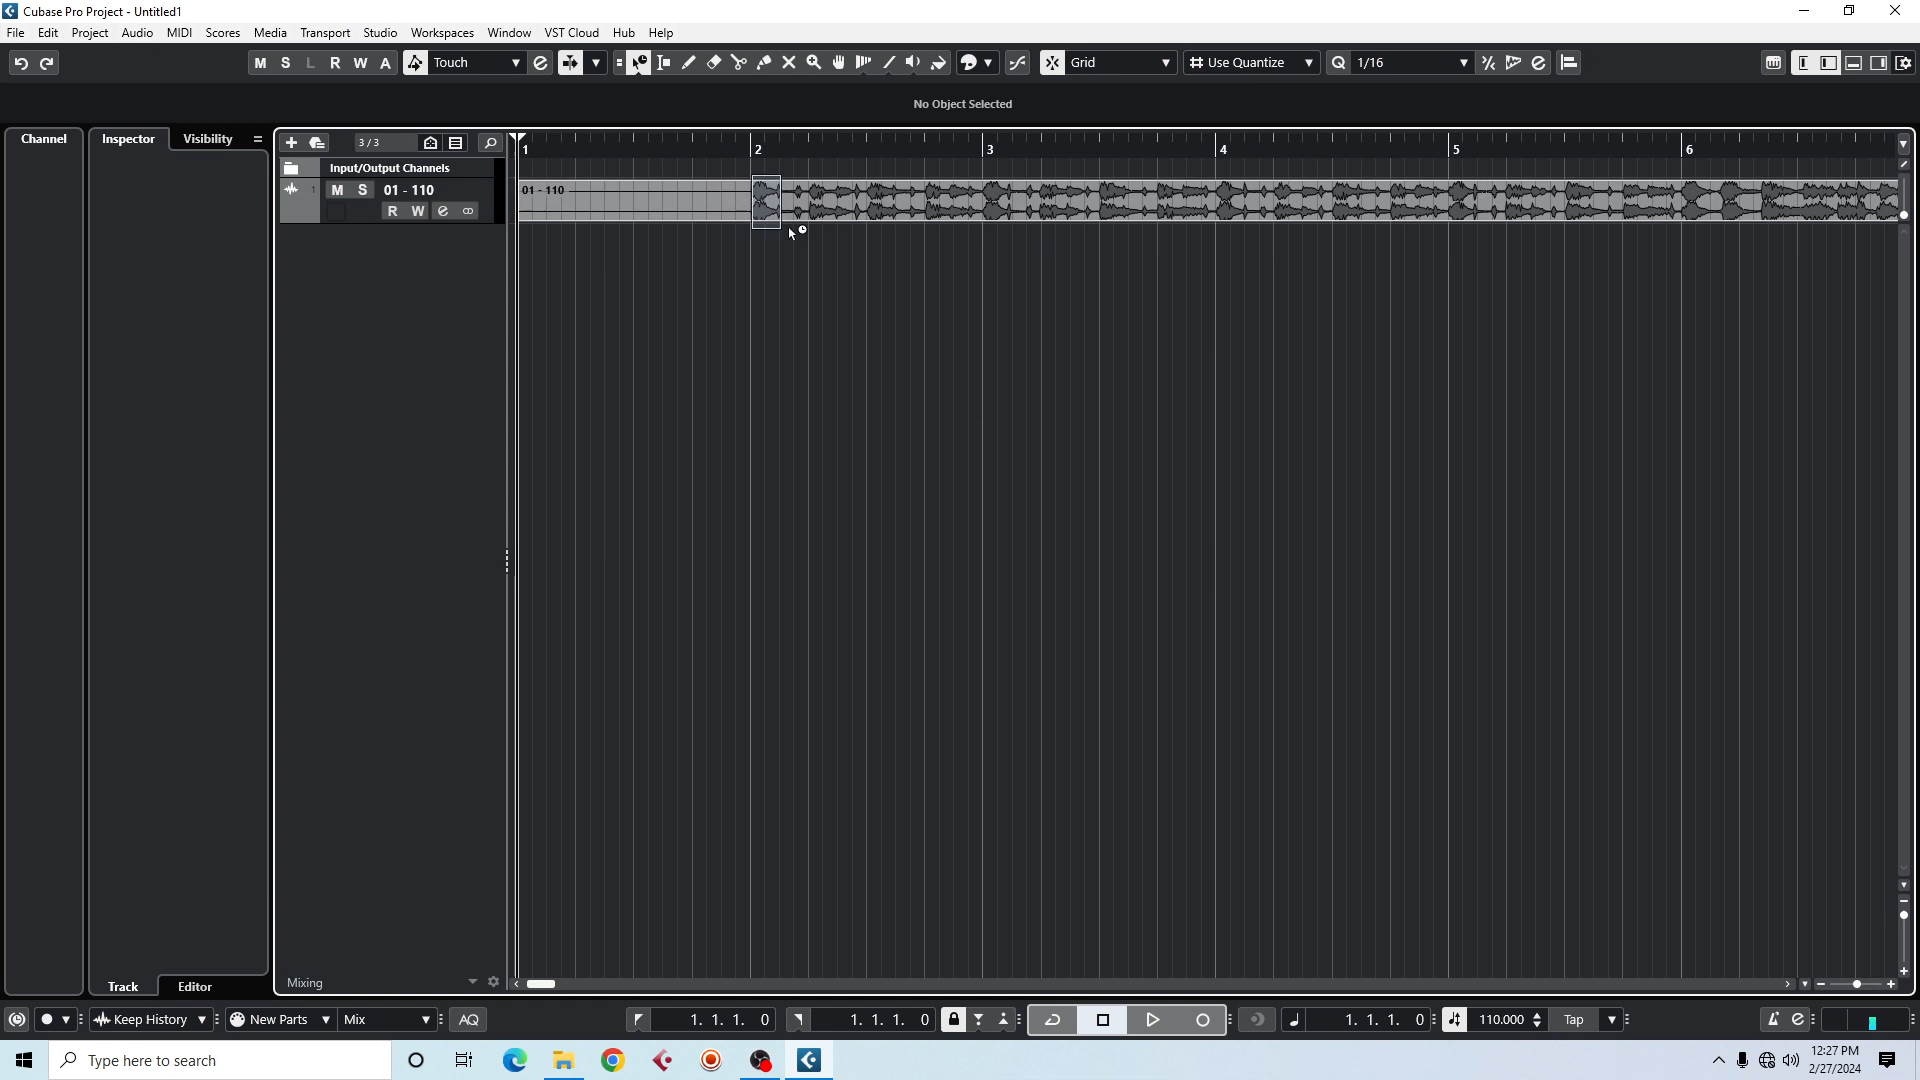 Cubase Pro Project - Untitled1
File Edit Project Audio MIDI Scores Media Transport Studio Workspaces Window VST Cloud Hub Help
M S L R W A Touch Grid Use Quantize Q 1/16
No Object Selected
Channel Inspector Visibility 3 / 3 1 2 3 4 5 6
Input/Output Channels
1 M S 01 - 110 01 - 110
R W e
Mixing
Track Editor
Keep History New Parts Mix AQ 1. 1. 1. 0 1. 1. 1. 0 1. 1. 1. 0 110.000 Tap
Type here to search
12:27 PM
2/27/2024